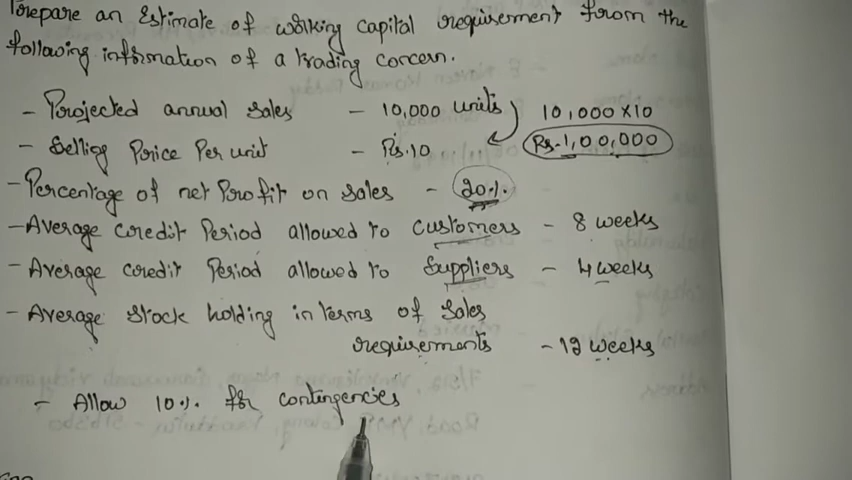 Prepare an Estimate of working capital requirement from the
following information of a trading concern.
- Projected annual sales - 10,000 units 10,000 x 10
- Selling Price Per unit - Rs.10 Rs.1,00,000
- Percentage of net Profit on sales - 20%.
- Average credit Period allowed to customers - 8 weeks
- Average credit Period allowed to Suppliers - 4 weeks
- Average stock holding in terms of sales
requirements - 12 weeks
- Allow 10%. for contingencies